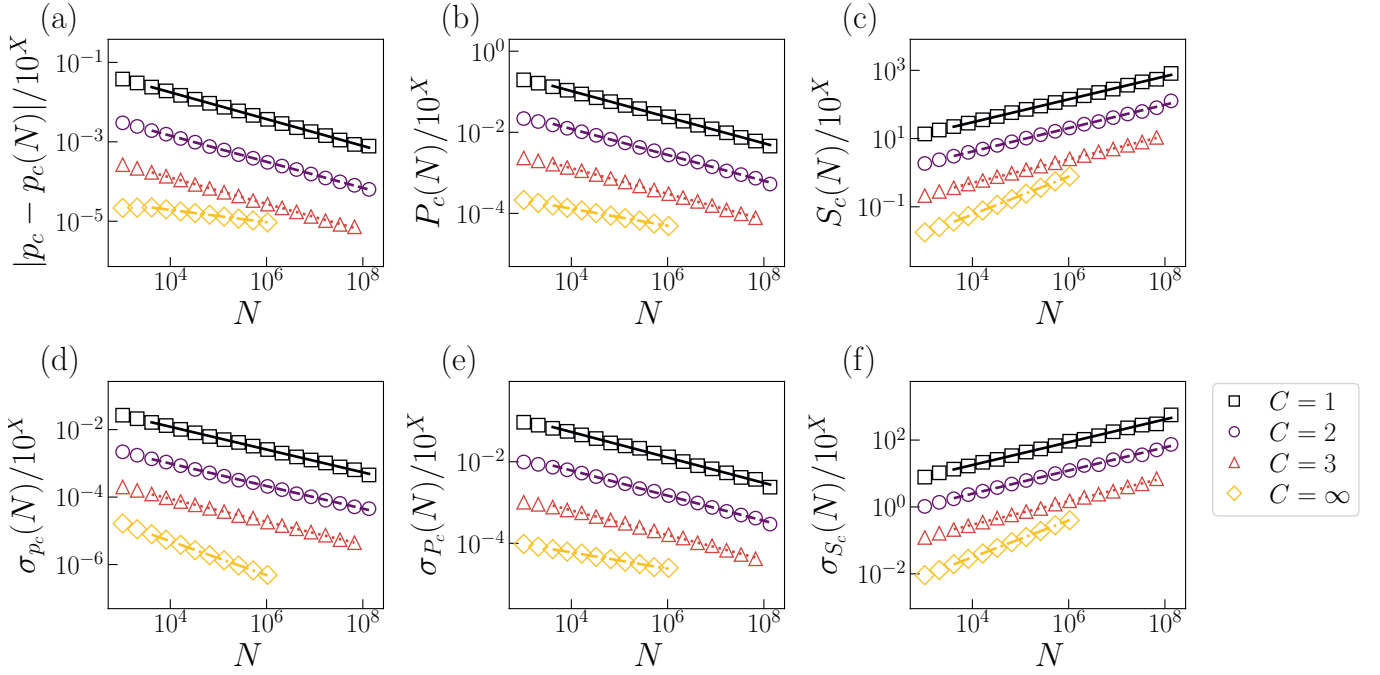 (a)
|p_c − p_c(N)|/10^X
10^−1
10^−3
10^−5
10^4
10^6
10^8
N
(b)
P_c(N)/10^X
10^0
10^−2
10^−4
10^4
10^6
10^8
N
(c)
S_c(N)/10^X
10^3
10^1
10^−1
10^4
10^6
10^8
N
(d)
σ_{p_c}(N)/10^X
10^−2
10^−4
10^−6
10^4
10^6
10^8
N
(e)
σ_{P_c}(N)/10^X
10^−2
10^−4
10^4
10^6
10^8
N
(f)
σ_{S_c}(N)/10^X
10^2
10^0
10^−2
10^4
10^6
10^8
N
C = 1
C = 2
C = 3
C = ∞